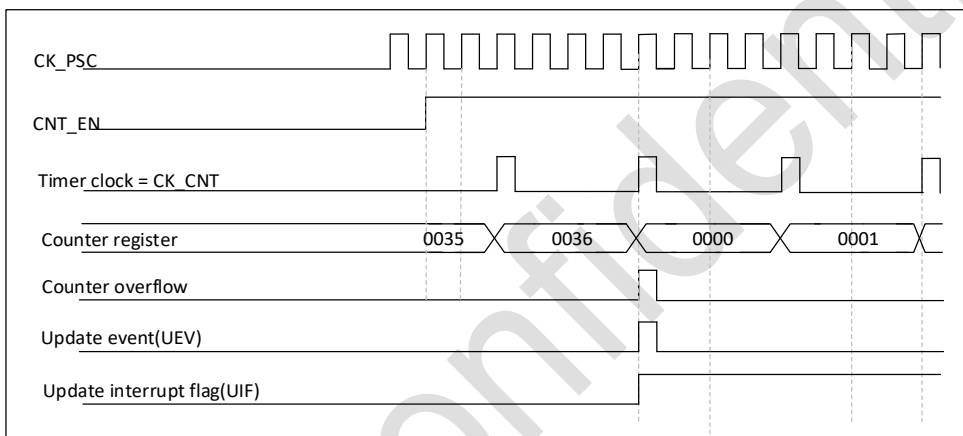 CK_PSC
CNT_EN
Timer clock = CK_CNT
Counter register 0035 0036 0000 0001
Counter overflow
Update event(UEV)
Update interrupt flag(UIF)
onfidenti